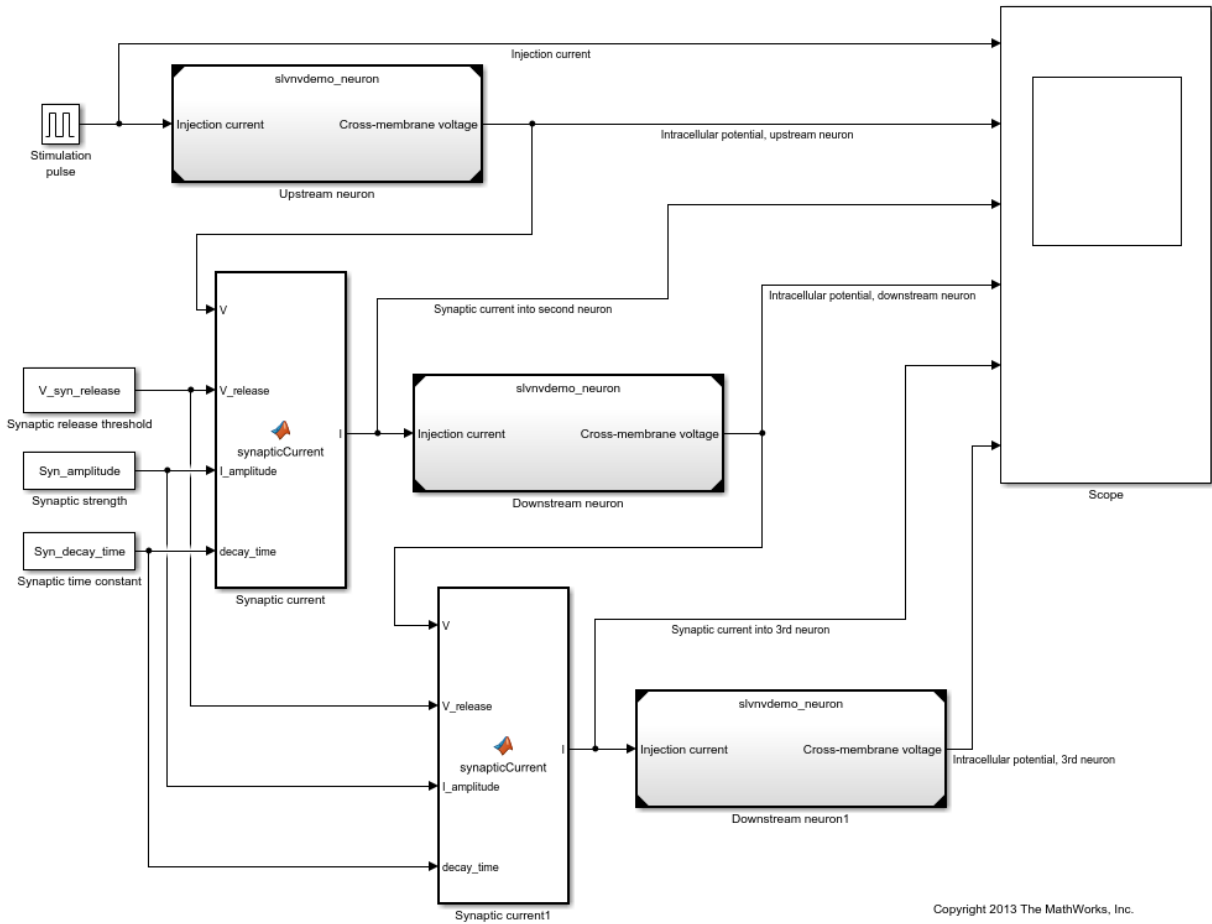 Injection current
slvnvdemo_neuron
Injection current
Cross-membrane voltage
Intracellular potential, upstream neuron
Stimulation
pulse
Upstream neuron
V
Synaptic current into second neuron
Intracellular potential, downstream neuron
V_syn_release
V_release
Synaptic release threshold
slvnvdemo_neuron
synapticCurrent
I
Injection current
Cross-membrane voltage
Syn_amplitude
I_amplitude
Synaptic strength
Downstream neuron
Scope
Syn_decay_time
decay_time
Synaptic time constant
Synaptic current
V
Synaptic current into 3rd neuron
V_release
slvnvdemo_neuron
synapticCurrent
I
Injection current
Cross-membrane voltage
Intracellular potential, 3rd neuron
I_amplitude
Downstream neuron1
decay_time
Synaptic current1
Copyright 2013 The MathWorks, Inc.